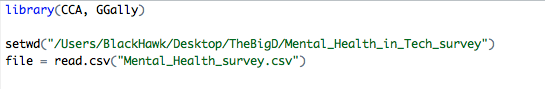 library(CCA, GGally)
setwd("/Users/BlackHawk/Desktop/TheBigD/Mental_Health_in_Tech_survey")
file = read.csv("Mental_Health_survey.csv")